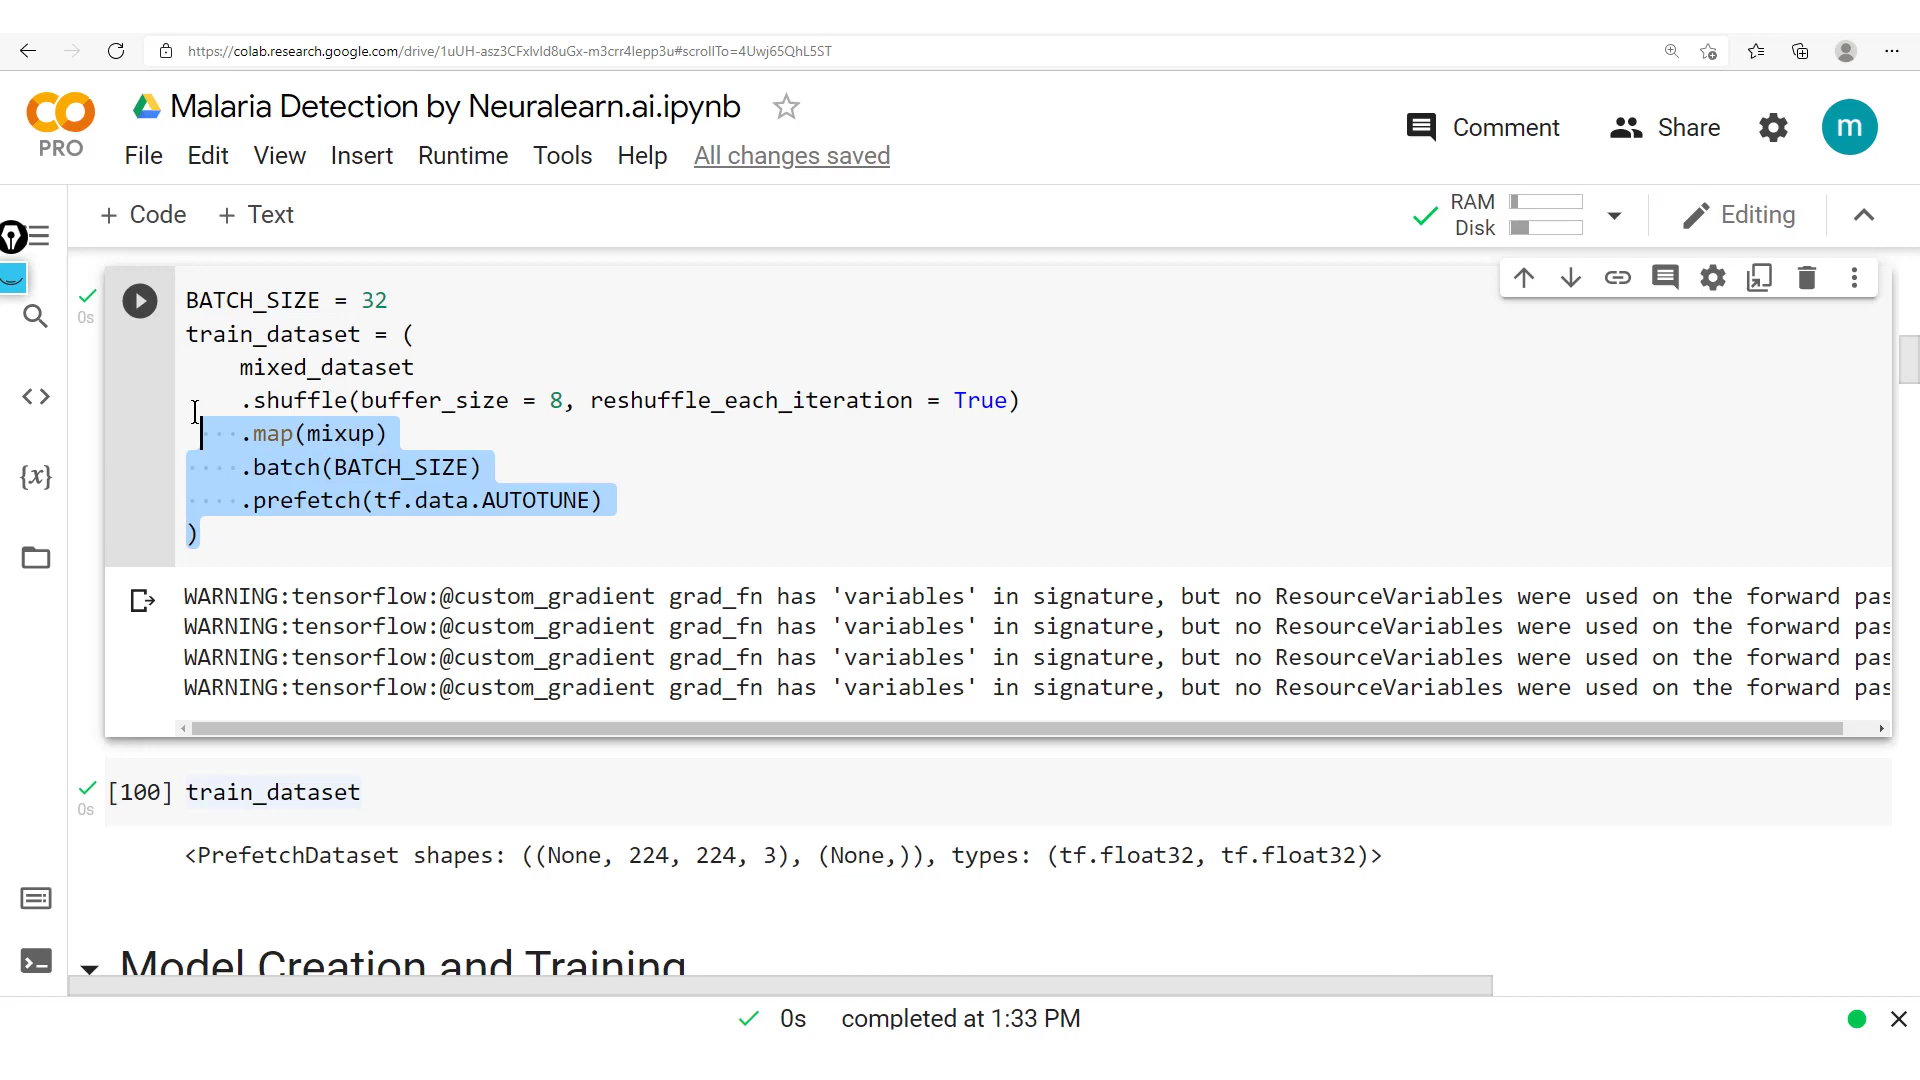 https://colab.research.google.com/drive/1uUH-asz3CFxIvId8uGx-m3crr4Iepp3u#scrollTo=4Uwj65QhL5ST
CO
PRO
Malaria Detection by Neuralearn.ai.ipynb
Comment
Share
m
File Edit View Insert Runtime Tools Help All changes saved
+ Code + Text
RAM
Disk
Editing
0s
BATCH_SIZE = 32
train_dataset = (
    mixed_dataset
    .shuffle(buffer_size = 8, reshuffle_each_iteration = True)
    .map(mixup)
    .batch(BATCH_SIZE)
    .prefetch(tf.data.AUTOTUNE)
)
{x}
WARNING:tensorflow:@custom_gradient grad_fn has 'variables' in signature, but no ResourceVariables were used on the forward pas
WARNING:tensorflow:@custom_gradient grad_fn has 'variables' in signature, but no ResourceVariables were used on the forward pas
WARNING:tensorflow:@custom_gradient grad_fn has 'variables' in signature, but no ResourceVariables were used on the forward pas
WARNING:tensorflow:@custom_gradient grad_fn has 'variables' in signature, but no ResourceVariables were used on the forward pas
0s
[100] train_dataset
<PrefetchDataset shapes: ((None, 224, 224, 3), (None,)), types: (tf.float32, tf.float32)>
Model Creation and Training
0s completed at 1:33 PM